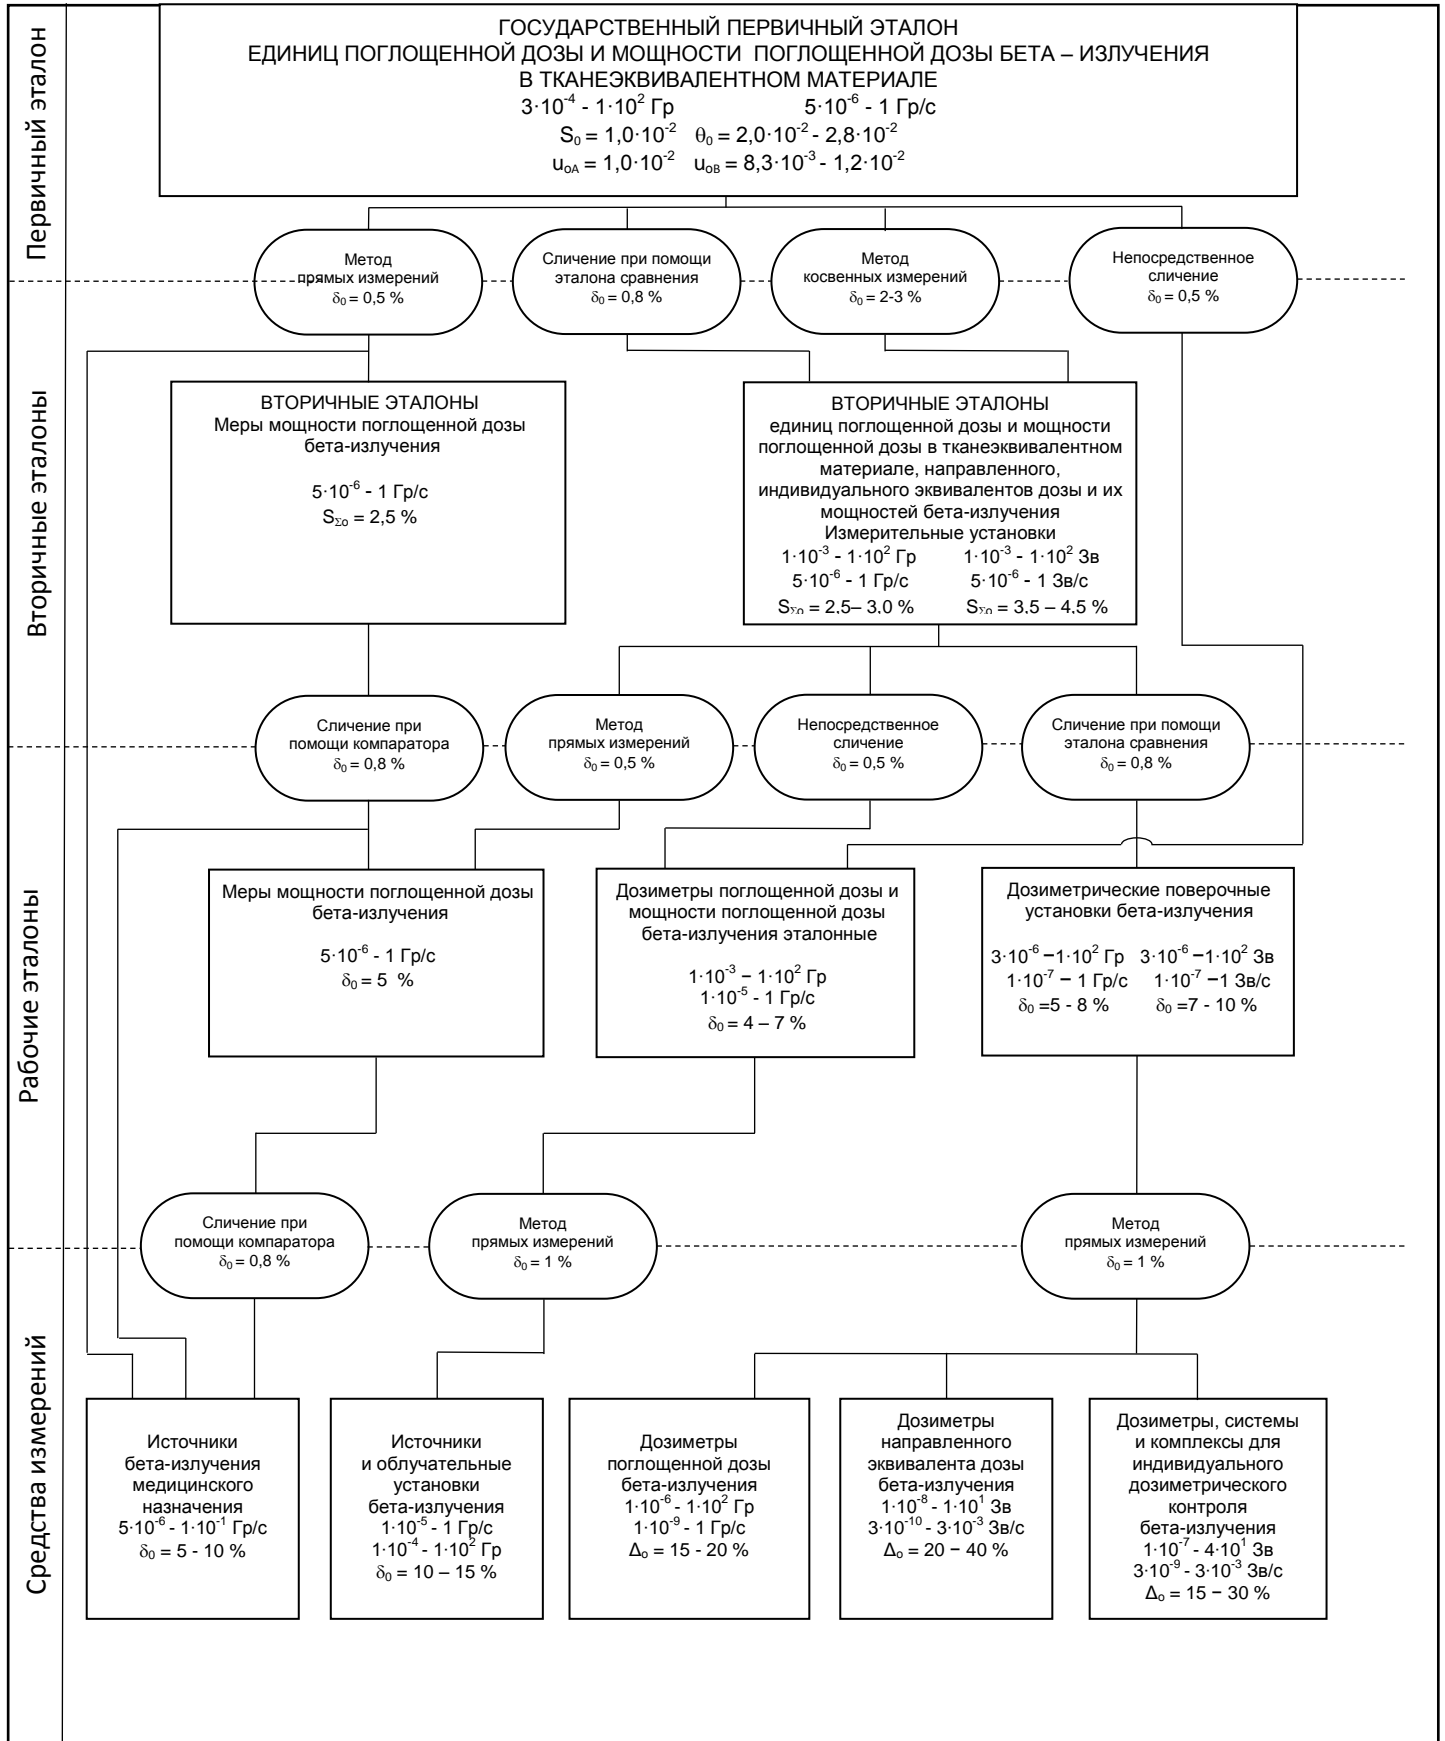 Первичный эталон
ГОСУДАРСТВЕННЫЙ ПЕРВИЧНЫЙ ЭТАЛОН
ЕДИНИЦ ПОГЛОЩЕННОЙ ДОЗЫ И МОЩНОСТИ ПОГЛОЩЕННОЙ ДОЗЫ БЕТА – ИЗЛУЧЕНИЯ
В ТКАНЕЭКВИВАЛЕНТНОМ МАТЕРИАЛЕ
3·10⁻⁴ - 1·10² Гр 5·10⁻⁶ - 1 Гр/с
S₀ = 1,0·10⁻² θ₀ = 2,0·10⁻² - 2,8·10⁻²
uoA = 1,0·10⁻² uoB = 8,3·10⁻³ - 1,2·10⁻²
Метод
прямых измерений
δ₀ = 0,5 %
Сличение при помощи
эталона сравнения
δ₀ = 0,8 %
Метод
косвенных измерений
δ₀ = 2-3 %
Непосредственное
сличение
δ₀ = 0,5 %
Вторичные эталоны
ВТОРИЧНЫЕ ЭТАЛОНЫ
Меры мощности поглощенной дозы
бета-излучения
5·10⁻⁶ - 1 Гр/с
SΣo = 2,5 %
ВТОРИЧНЫЕ ЭТАЛОНЫ
единиц поглощенной дозы и мощности
поглощенной дозы в тканеэквивалентном
материале, направленного,
индивидуального эквивалентов дозы и их
мощностей бета-излучения
Измерительные установки
1·10⁻³ - 1·10² Гр 1·10⁻³ - 1·10² Зв
5·10⁻⁶ - 1 Гр/с 5·10⁻⁶ - 1 Зв/с
SΣo = 2,5– 3,0 % SΣo = 3,5 – 4,5 %
Сличение при
помощи компаратора
δ₀ = 0,8 %
Метод
прямых измерений
δ₀ = 0,5 %
Непосредственное
сличение
δ₀ = 0,5 %
Сличение при помощи
эталона сравнения
δ₀ = 0,8 %
Рабочие эталоны
Меры мощности поглощенной дозы
бета-излучения
5·10⁻⁶ - 1 Гр/с
δ₀ = 5 %
Дозиметры поглощенной дозы и
мощности поглощенной дозы
бета-излучения эталонные
1·10⁻³ – 1·10² Гр
1·10⁻⁵ - 1 Гр/с
δ₀ = 4 – 7 %
Дозиметрические поверочные
установки бета-излучения
3·10⁻⁶ –1·10² Гр 3·10⁻⁶ –1·10² Зв
1·10⁻⁷ – 1 Гр/с 1·10⁻⁷ –1 Зв/с
δ₀ =5 - 8 % δ₀ =7 - 10 %
Сличение при
помощи компаратора
δ₀ = 0,8 %
Метод
прямых измерений
δ₀ = 1 %
Метод
прямых измерений
δ₀ = 1 %
Средства измерений
Источники
бета-излучения
медицинского
назначения
5·10⁻⁶ - 1·10⁻¹ Гр/с
δ₀ = 5 - 10 %
Источники
и облучательные
установки
бета-излучения
1·10⁻⁵ - 1 Гр/с
1·10⁻⁴ - 1·10² Гр
δ₀ = 10 – 15 %
Дозиметры
поглощенной дозы
бета-излучения
1·10⁻⁶ - 1·10² Гр
1·10⁻⁹ - 1 Гр/с
Δₒ = 15 - 20 %
Дозиметры
направленного
эквивалента дозы
бета-излучения
1·10⁻⁸ - 1·10¹ Зв
3·10⁻¹⁰ - 3·10⁻³ Зв/с
Δₒ = 20 – 40 %
Дозиметры, системы
и комплексы для
индивидуального
дозиметрического
контроля
бета-излучения
1·10⁻⁷ - 4·10¹ Зв
3·10⁻⁹ - 3·10⁻³ Зв/с
Δₒ = 15 – 30 %